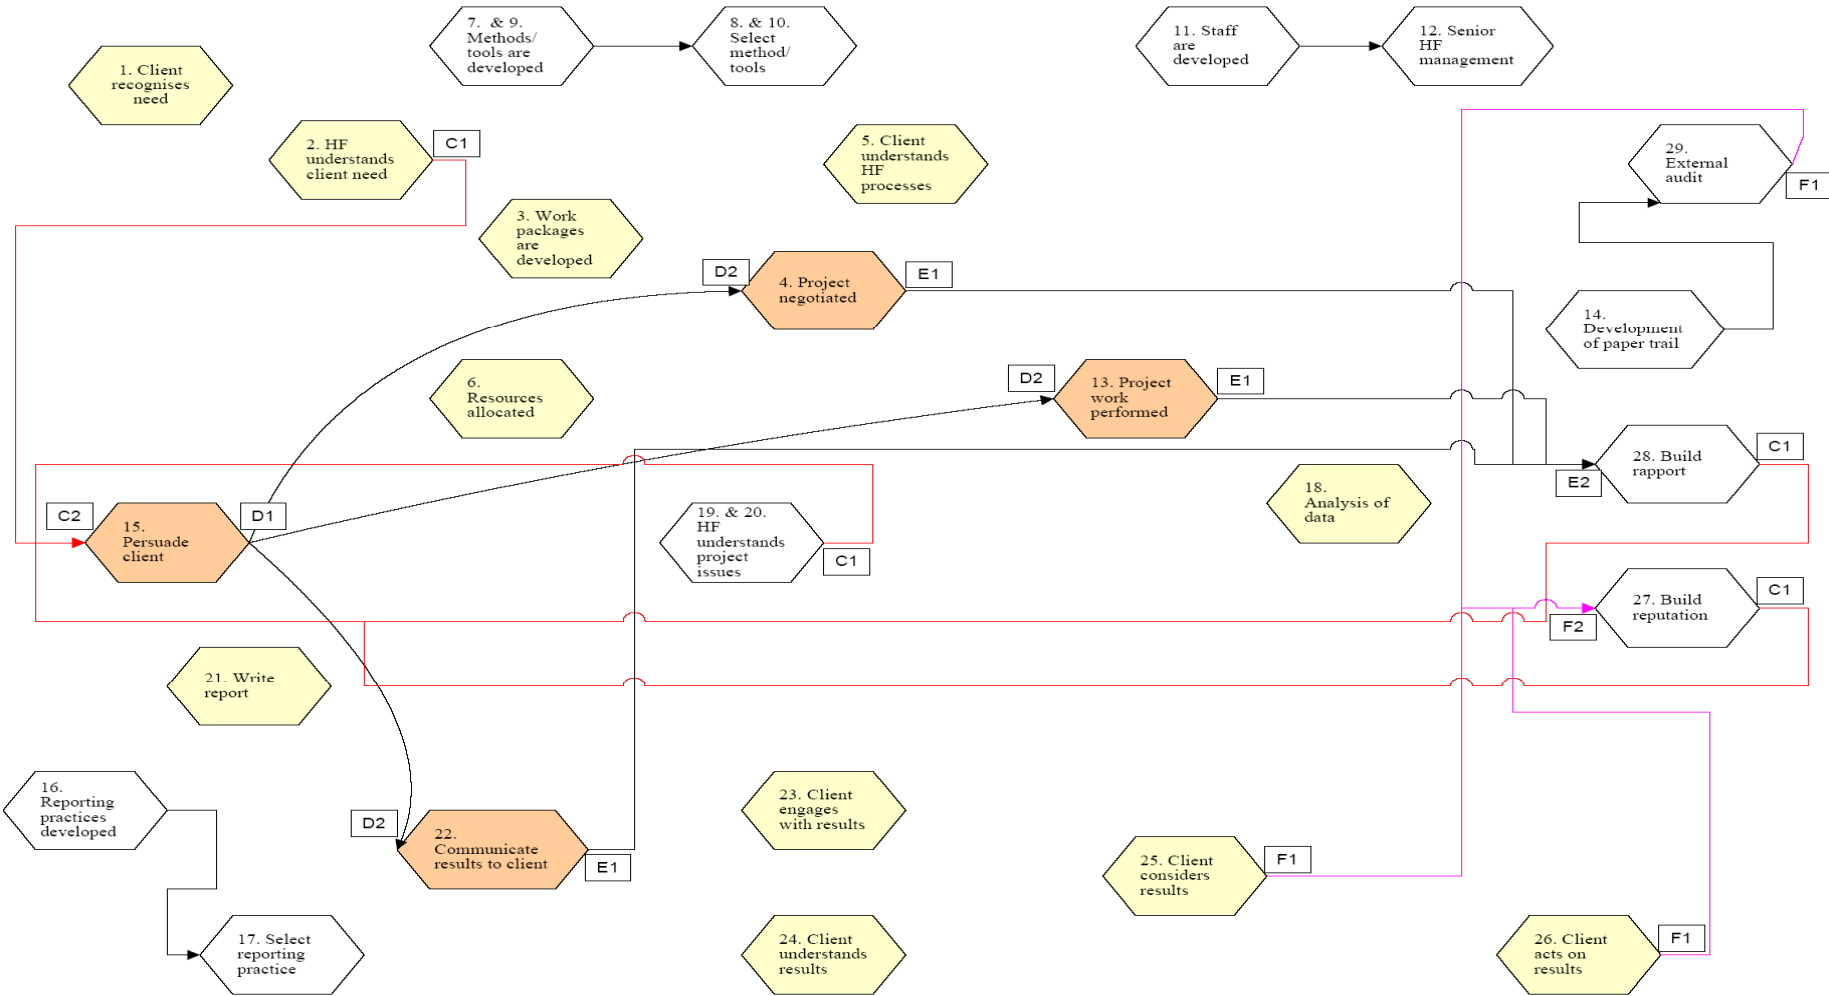 7.  & 9.
Methods/
tools are
developed
8. & 10.
Select
method/
tools
11. Staff
are
developed
12. Senior
HF
management
1. Client
recognises
need
2. HF
understands
client need
C1
5. Client
understands
HF
processes
29.
External
audit
F1
3. Work
packages
are
developed
D2
4. Project
negotiated
E1
14.
Development
of paper trail
6.
Resources
allocated
D2
13. Project
work
performed
E1
28. Build
rapport
C1
E2
C2
15.
Persuade
client
D1
19. & 20.
HF
understands
project
issues
C1
18.
Analysis of
data
27. Build
reputation
C1
F2
21. Write
report
16.
Reporting
practices
developed
D2
22.
Communicate
results to client
E1
23. Client
engages
with results
25. Client
considers
results
F1
17. Select
reporting
practice
24. Client
understands
results
26. Client
acts on
results
F1